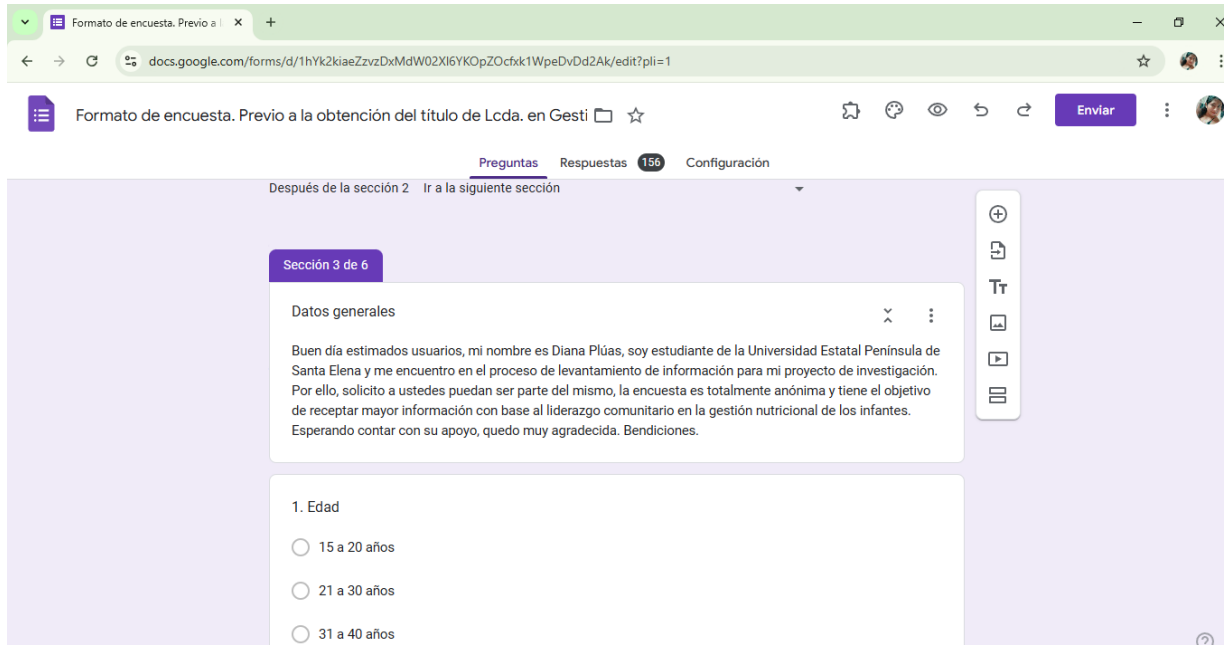 Formato de encuesta. Previo a l
docs.google.com/forms/d/1hYk2kiaeZzvzDxMdW02XI6YKOpZOcfxk1WpeDvDd2Ak/edit?pli=1
Formato de encuesta. Previo a la obtención del título de Lcda. en Gesti
Enviar
Preguntas Respuestas 156 Configuración
Después de la sección 2 Ir a la siguiente sección
Sección 3 de 6
Datos generales
Buen día estimados usuarios, mi nombre es Diana Plúas, soy estudiante de la Universidad Estatal Península de
Santa Elena y me encuentro en el proceso de levantamiento de información para mi proyecto de investigación.
Por ello, solicito a ustedes puedan ser parte del mismo, la encuesta es totalmente anónima y tiene el objetivo
de receptar mayor información con base al liderazgo comunitario en la gestión nutricional de los infantes.
Esperando contar con su apoyo, quedo muy agradecida. Bendiciones.
1. Edad
15 a 20 años
21 a 30 años
31 a 40 años